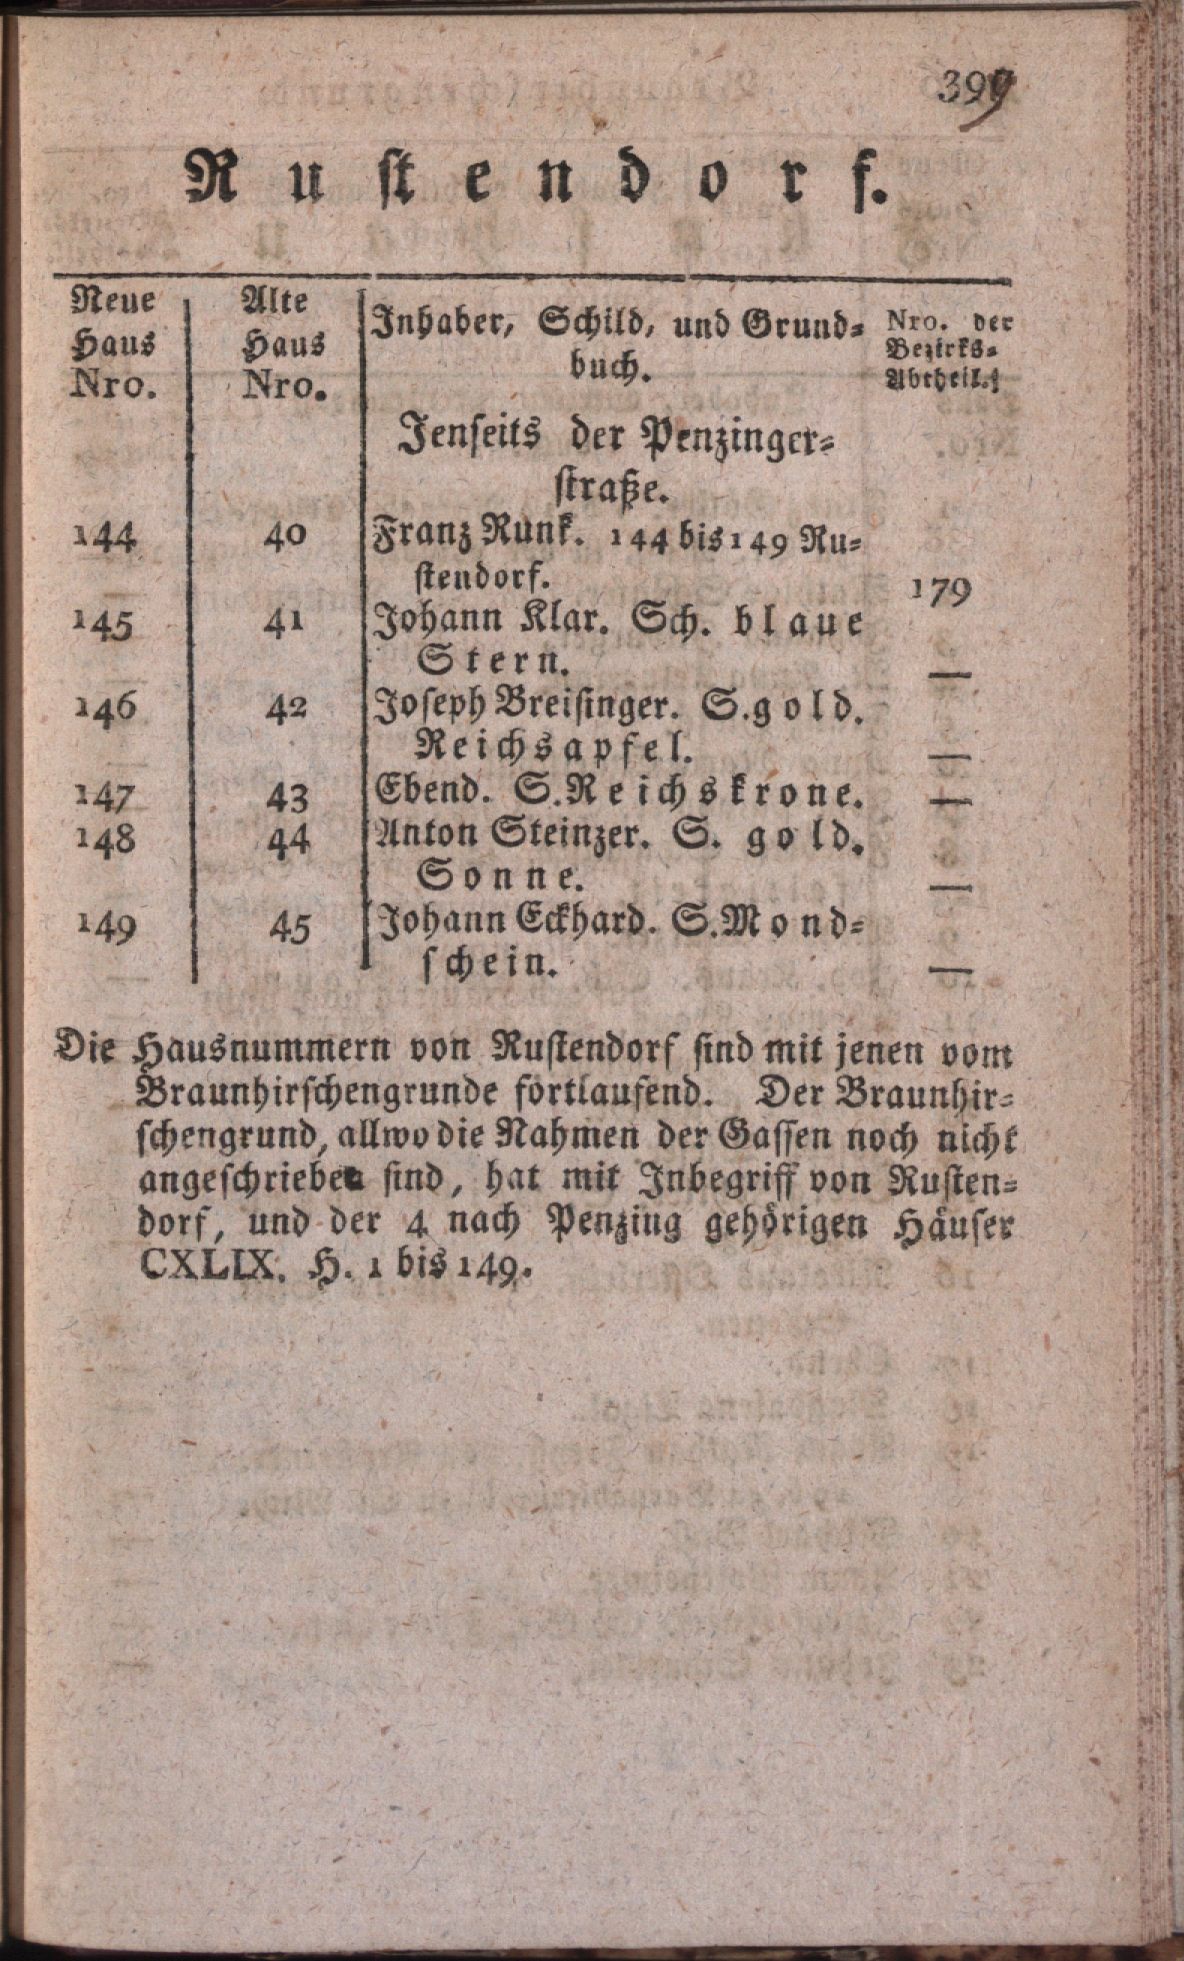 399
Rustendorf.
Neue Haus Nro. Alte Haus Nro. Inhaber, Schild, und Grund=
buch. Nro. der Bezirks= Abtheil.
Jenseits der Penzinger=
straße.
144 40 Franz Runk. 144 bis 149 Ru=
stendorf. 179
145 41 Johann Klar. Sch. blaue
Stern. —
146 42 Joseph Breisinger. S. gold.
Reichsapfel. —
147 43 Ebend. S. Reichskrone. —
148 44 Anton Steinzer. S. gold.
Sonne. —
149 45 Johann Eckhard. S. Mond=
schein. —
Die Hausnummern von Rustendorf sind mit jenen vom
Braunhirschengrunde fortlaufend. Der Braunhir=
schengrund, allwo die Nahmen der Gassen noch nicht
angeschrieben sind, hat mit Inbegriff von Rusten=
dorf, und der 4 nach Penzing gehörigen Häuser
CXLIX. H. 1 bis 149.